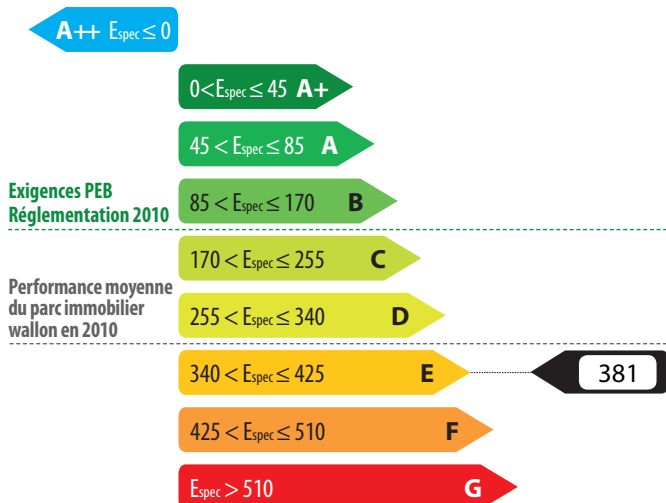 A++ Espec ≤ 0
0 < Espec ≤ 45 A+
45 < Espec ≤ 85 A
Exigences PEB
Réglementation 2010
85 < Espec ≤ 170 B
170 < Espec ≤ 255 C
Performance moyenne
du parc immobilier
wallon en 2010
255 < Espec ≤ 340 D
340 < Espec ≤ 425 E
381
425 < Espec ≤ 510 F
Espec > 510 G